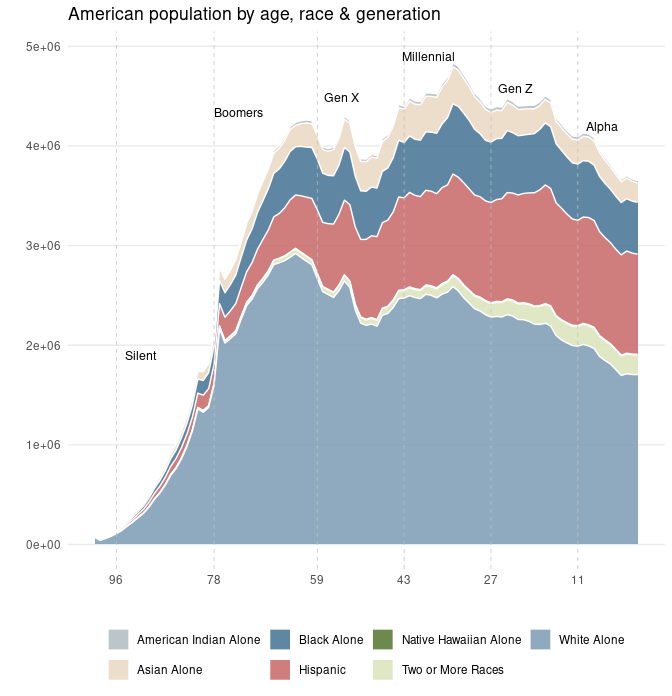 American population by age, race & generation
5e+06
4e+06
3e+06
2e+06
1e+06
0e+00
Silent
Boomers
Gen X
Millennial
Gen Z
Alpha
96 78 59 43 27 11
American Indian Alone Black Alone Native Hawaiian Alone White Alone
Asian Alone Hispanic Two or More Races